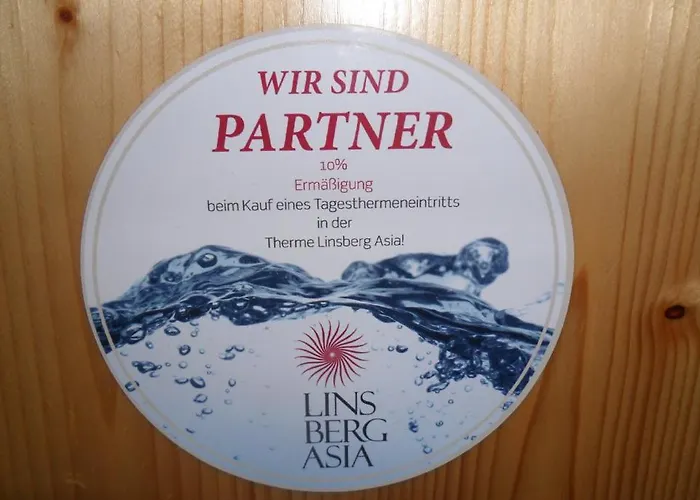 WIR SIND
PARTNER
10%
Ermäßigung
beim Kauf eines Tagesthermeneintritts
in der
Therme Linsberg Asia!
LINS
BERG
ASIA